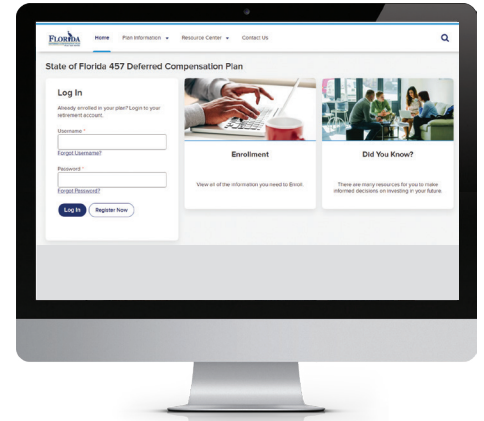 FLORIDA
Home Plan Information Resource Center Contact Us
State of Florida 457 Deferred Compensation Plan
Log In
Already enrolled in your plan? Login to your
retirement account.
Username *
Forgot Username?
Password *
Forgot Password?
Log In Register Now
Enrollment
View all of the information you need to Enroll.
Did You Know?
There are many resources for you to make
informed decisions on investing in your future.